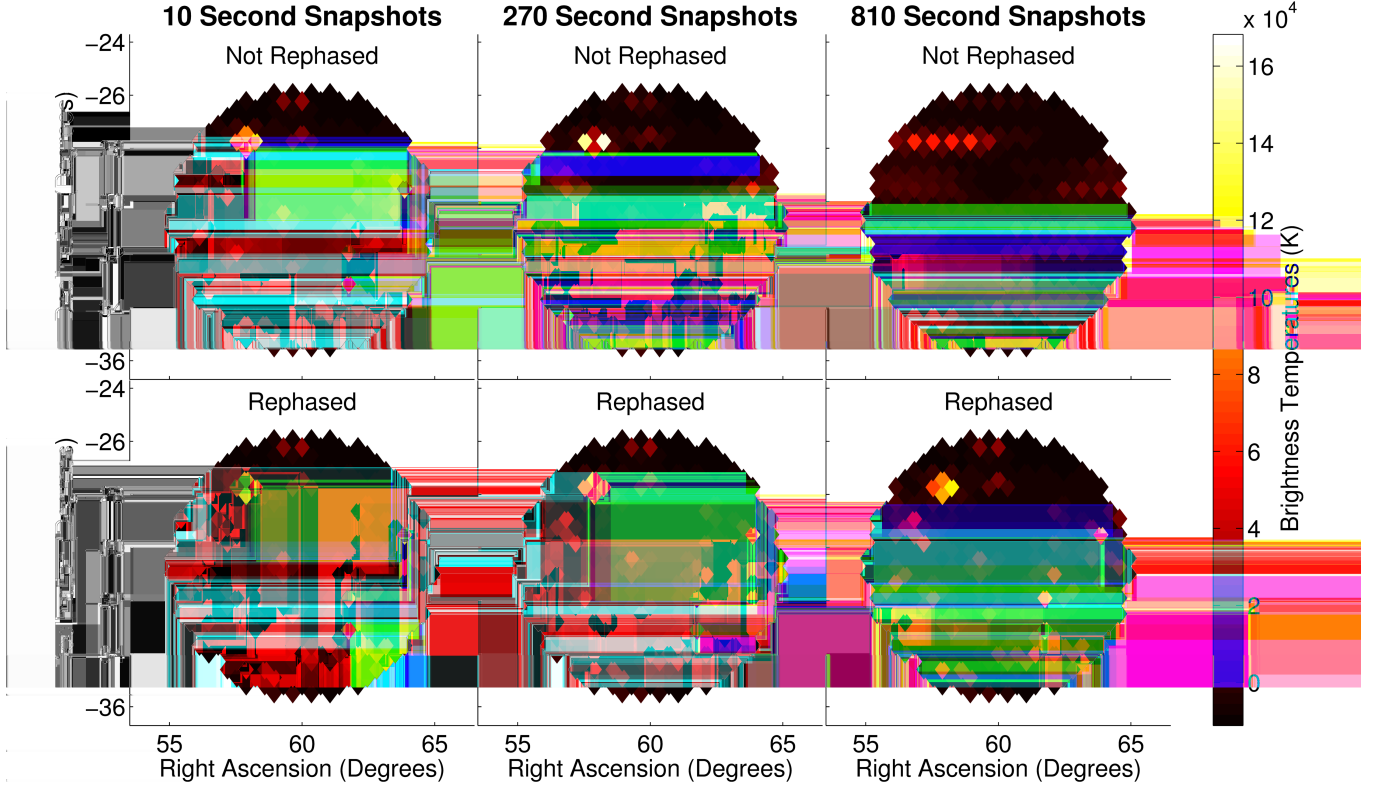 10 Second Snapshots 270 Second Snapshots 810 Second Snapshots
x 10^4
Not Rephased Not Rephased Not Rephased
−24
−26
−36
16
14
12
10
8
6
4
2
0
Brightness Temperatures (K)
Rephased Rephased Rephased
−24
−26
−36
55 60 65 55 60 65 55 60 65
Right Ascension (Degrees) Right Ascension (Degrees) Right Ascension (Degrees)